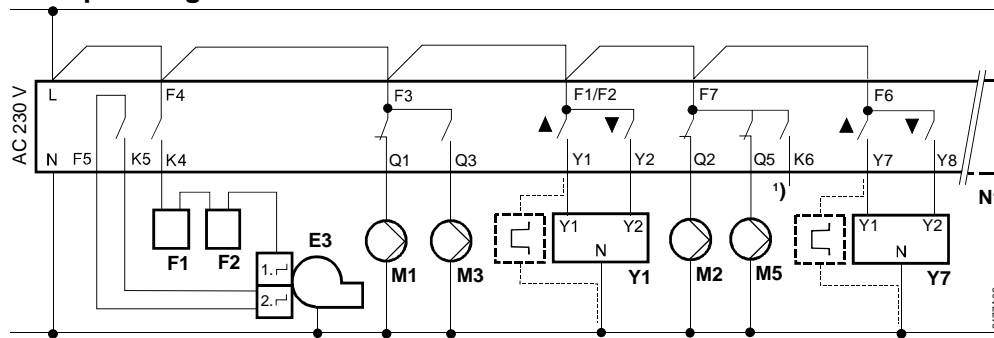 AC 230 V
L F4 F3 F1/F2 F7 F6
N F5 K5 K4 Q1 Q3 Y1 Y2 Q2 Q5 K6 Y7 Y8
1)
N
Y1 Y2 Y1 Y2
N N
F1 F2 E3 M1 M3 Y1 M2 M5 Y7
1.
2.